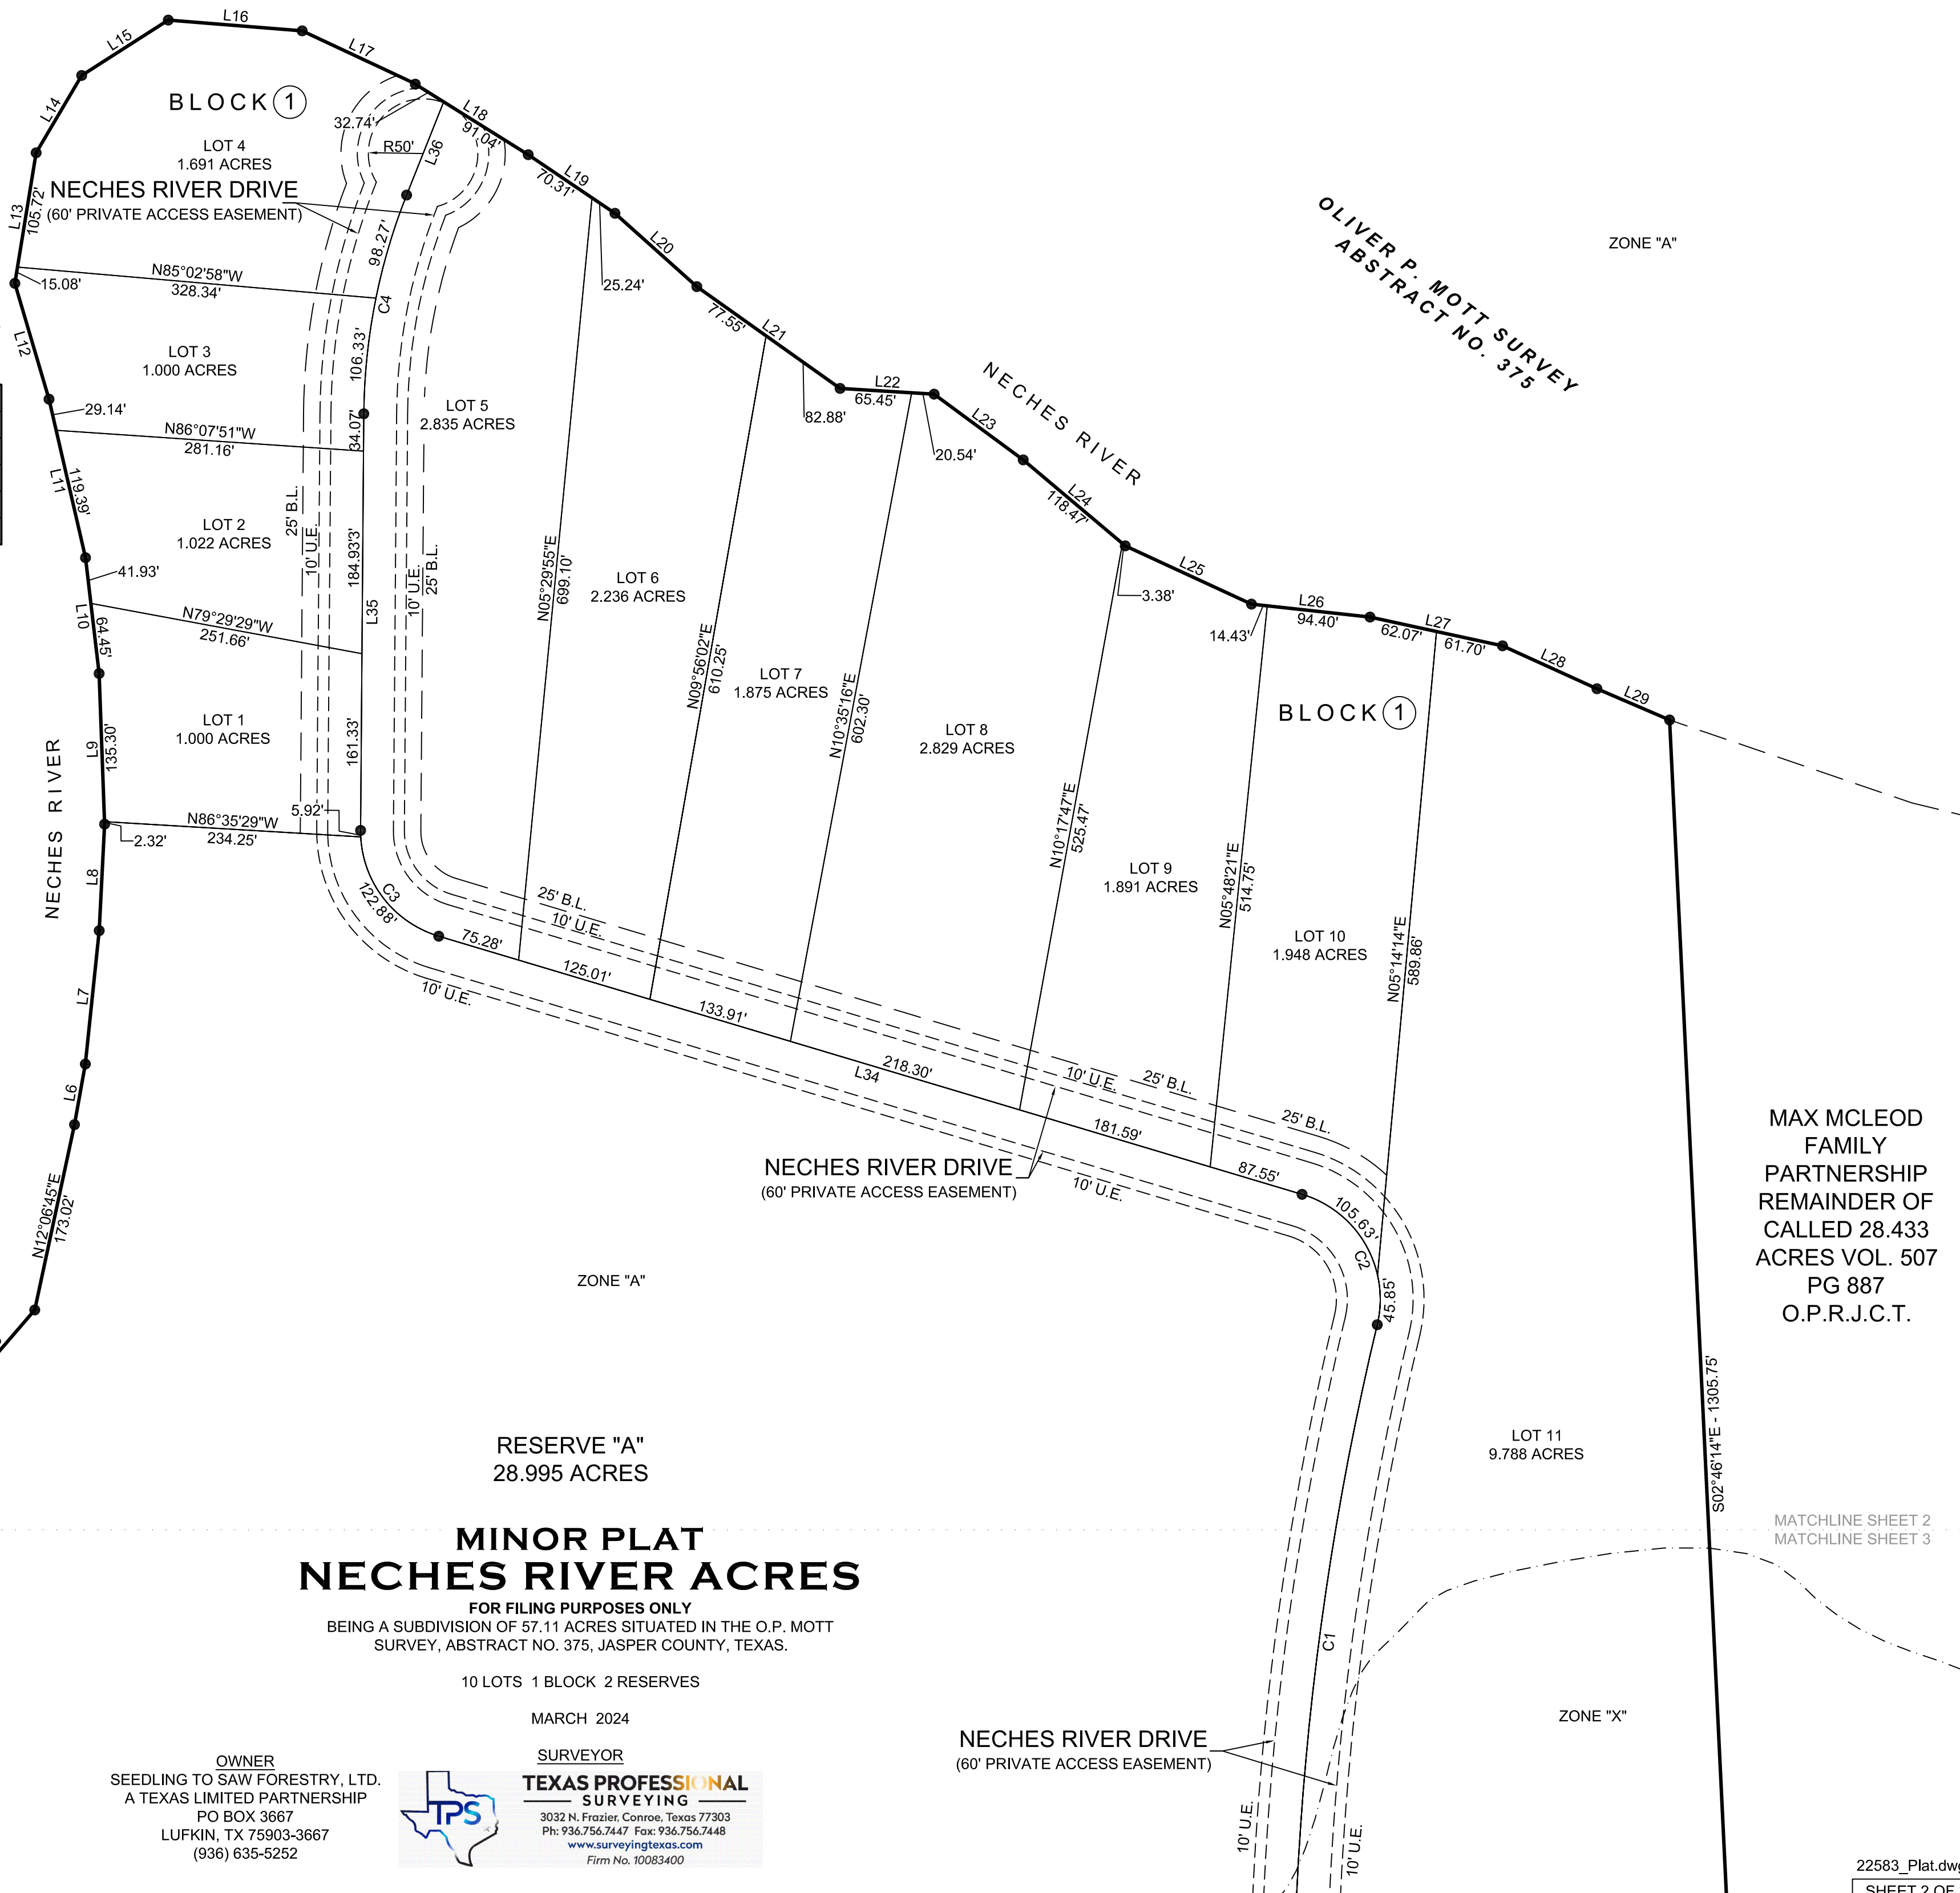 L16
L15
L17
L14
BLOCK 1
32.74'
L18
91.04'
LOT 4
1.691 ACRES
R50'
L36
L19
70.31'
NECHES RIVER DRIVE
(60' PRIVATE ACCESS EASEMENT)
L13
105.72'
98.27'
L20
OLIVER P. MOTT SURVEY
ABSTRACT NO. 375
ZONE "A"
N85°02'58"W
328.34'
15.08'
C4
25.24'
L12
LOT 3
1.000 ACRES
106.33'
77.55'
L21
29.14'
LOT 5
2.835 ACRES
82.88'
L22
65.45'
L23
NECHES RIVER
N86°07'51"W
281.16'
34.07'
20.54'
L11
119.39'
L24
118.47'
25' B.L.
10' U.E.
LOT 2
1.022 ACRES
184.93'3'
10' U.E.
25' B.L.
N05°29'55"E
699.10'
LOT 6
2.236 ACRES
L25
3.38'
41.93'
L10
64.45'
N79°29'29"W
251.66'
L35
L26
14.43'
94.40'
L27
62.07'
61.70'
L28
L29
N09°56'02"E
610.25'
LOT 7
1.875 ACRES
N10°35'16"E
602.30'
LOT 8
2.829 ACRES
BLOCK 1
LOT 1
1.000 ACRES
161.33'
NECHES RIVER
L9
135.30'
N10°17'47"E
525.47'
5.92'
N86°35'29"W
234.25'
2.32'
L8
C3
122.88'
LOT 9
1.891 ACRES
N05°48'21"E
514.75'
25' B.L.
10' U.E.
75.28'
LOT 10
1.948 ACRES
N05°14'14"E
589.86'
L7
10' U.E.
125.01'
133.91'
218.30'
L34
10' U.E.
25' B.L.
L6
25' B.L.
181.59'
NECHES RIVER DRIVE
(60' PRIVATE ACCESS EASEMENT)
10' U.E.
87.55'
105.63'
C2
45.85'
N12°06'45"E
173.02'
ZONE "A"
MAX MCLEOD
FAMILY
PARTNERSHIP
REMAINDER OF
CALLED 28.433
ACRES VOL. 507
PG 887
O.P.R.J.C.T.
S02°46'14"E - 1305.75'
LOT 11
9.788 ACRES
RESERVE "A"
28.995 ACRES
MATCHLINE SHEET 2
MATCHLINE SHEET 3
MINOR PLAT
NECHES RIVER ACRES
FOR FILING PURPOSES ONLY
BEING A SUBDIVISION OF 57.11 ACRES SITUATED IN THE O.P. MOTT
SURVEY, ABSTRACT NO. 375, JASPER COUNTY, TEXAS.
10 LOTS 1 BLOCK 2 RESERVES
MARCH 2024
C1
ZONE "X"
NECHES RIVER DRIVE
(60' PRIVATE ACCESS EASEMENT)
10' U.E.
10' U.E.
OWNER
SEEDLING TO SAW FORESTRY, LTD.
A TEXAS LIMITED PARTNERSHIP
PO BOX 3667
LUFKIN, TX 75903-3667
(936) 635-5252
SURVEYOR
TPS
TEXAS PROFESSIONAL
SURVEYING
3032 N. Frazier, Conroe, Texas 77303
Ph: 936.756.7447 Fax: 936.756.7448
www.surveyingtexas.com
Firm No. 10083400
22583_Plat.dwg
SHEET 2 OF